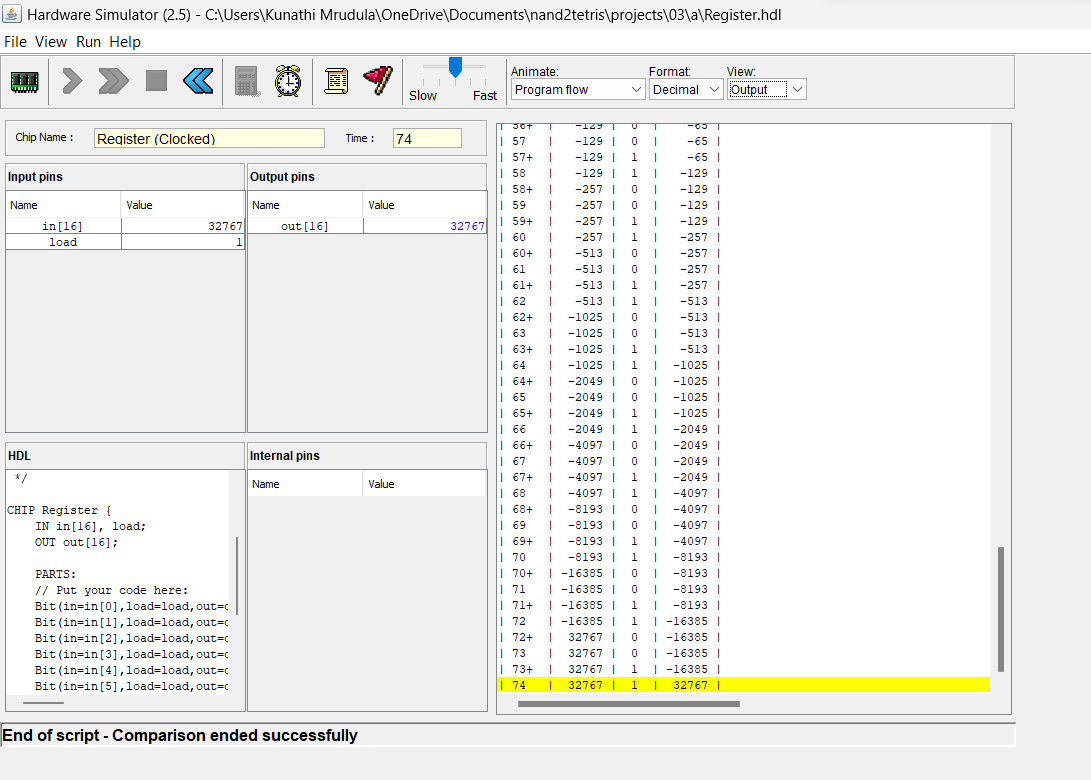 Hardware Simulator (2.5) - C:\Users\Kunathi Mrudula\OneDrive\Documents\nand2tetris\projects\03\a\Register.hdl
File View Run Help
Slow Fast
Animate: Format: View:
Program flow Decimal Output
Chip Name : Register (Clocked) Time : 74
Input pins
Name Value
in[16] 32767
load 1
Output pins
Name Value
out[16] 32767
HDL
*/
CHIP Register {
IN in[16], load;
OUT out[16];
PARTS:
// Put your code here:
Bit(in=in[0],load=load,out=
Bit(in=in[1],load=load,out=
Bit(in=in[2],load=load,out=
Bit(in=in[3],load=load,out=
Bit(in=in[4],load=load,out=
Bit(in=in[5],load=load,out=
Internal pins
Name Value
| 56+ | -129 | 0 | -65 |
| 57 | -129 | 0 | -65 |
| 57+ | -129 | 1 | -65 |
| 58 | -129 | 1 | -129 |
| 58+ | -257 | 0 | -129 |
| 59 | -257 | 0 | -129 |
| 59+ | -257 | 1 | -129 |
| 60 | -257 | 1 | -257 |
| 60+ | -513 | 0 | -257 |
| 61 | -513 | 0 | -257 |
| 61+ | -513 | 1 | -257 |
| 62 | -513 | 1 | -513 |
| 62+ | -1025 | 0 | -513 |
| 63 | -1025 | 0 | -513 |
| 63+ | -1025 | 1 | -513 |
| 64 | -1025 | 1 | -1025 |
| 64+ | -2049 | 0 | -1025 |
| 65 | -2049 | 0 | -1025 |
| 65+ | -2049 | 1 | -1025 |
| 66 | -2049 | 1 | -2049 |
| 66+ | -4097 | 0 | -2049 |
| 67 | -4097 | 0 | -2049 |
| 67+ | -4097 | 1 | -2049 |
| 68 | -4097 | 1 | -4097 |
| 68+ | -8193 | 0 | -4097 |
| 69 | -8193 | 0 | -4097 |
| 69+ | -8193 | 1 | -4097 |
| 70 | -8193 | 1 | -8193 |
| 70+ | -16385 | 0 | -8193 |
| 71 | -16385 | 0 | -8193 |
| 71+ | -16385 | 1 | -8193 |
| 72 | -16385 | 1 | -16385 |
| 72+ | 32767 | 0 | -16385 |
| 73 | 32767 | 0 | -16385 |
| 73+ | 32767 | 1 | -16385 |
| 74 | 32767 | 1 | 32767 |
End of script - Comparison ended successfully